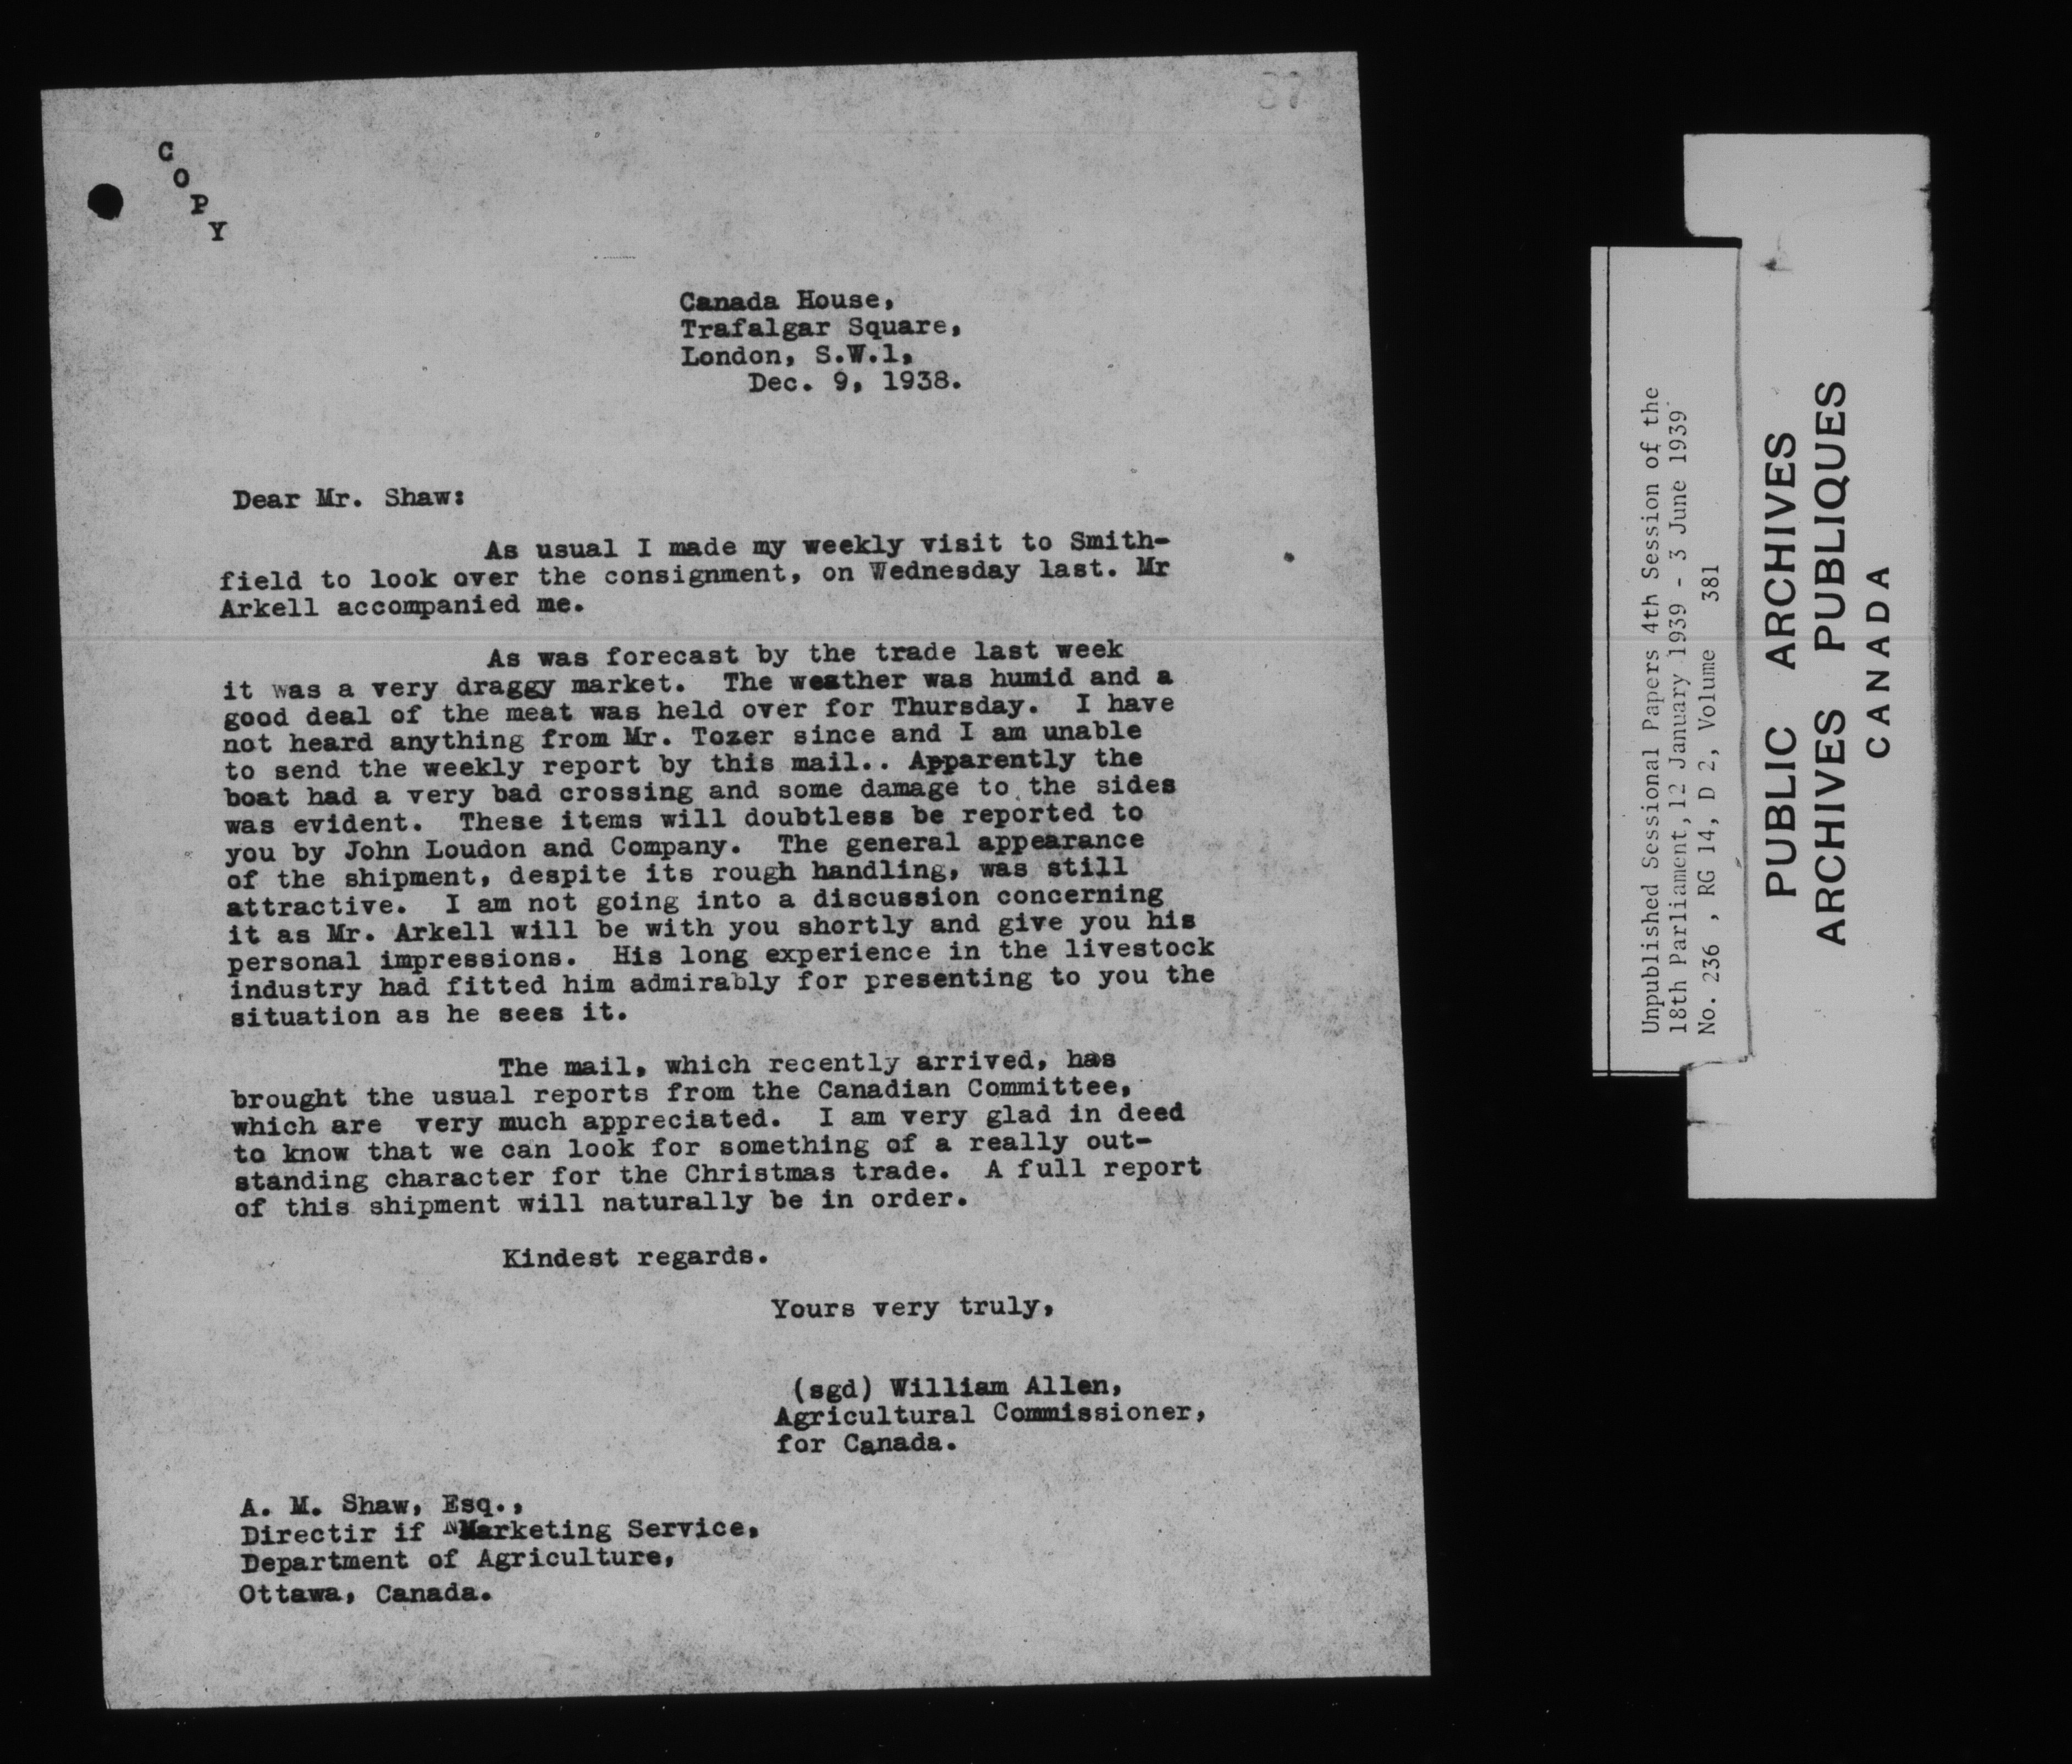 87
C
O
P
Y
Canada House,
Trafalgar Square,
London, S.W.1,
Dec. 9, 1938.
Dear Mr. Shaw:
As usual I made my weekly visit to Smith-
field to look over the consignment, on Wednesday last. Mr
Arkell accompanied me.
As was forecast by the trade last week
it was a very draggy market. The weather was humid and a
good deal of the meat was held over for Thursday. I have
not heard anything from Mr. Tozer since and I am unable
to send the weekly report by this mail.. Apparently the
boat had a very bad crossing and some damage to the sides
was evident. These items will doubtless be reported to
you by John Loudon and Company. The general appearance
of the shipment, despite its rough handling, was still
attractive. I am not going into a discussion concerning
it as Mr. Arkell will be with you shortly and give you his
personal impressions. His long experience in the livestock
industry had fitted him admirably for presenting to you the
situation as he sees it.
The mail, which recently arrived, has
brought the usual reports from the Canadian Committee,
which are very much appreciated. I am very glad in deed
to know that we can look for something of a really out-
standing character for the Christmas trade. A full report
of this shipment will naturally be in order.
Kindest regards.
Yours very truly,
(sgd) William Allen,
Agricultural Commissioner,
for Canada.
A. M. Shaw, Esq.,
Directir if Marketing Service,
Department of Agriculture,
Ottawa, Canada.
Unpublished Sessional Papers 4th Session of the
18th Parliament, 12 January 1939 - 3 June 1939
No. 236 , RG 14, D 2, Volume 381
PUBLIC ARCHIVES
ARCHIVES PUBLIQUES
CANADA